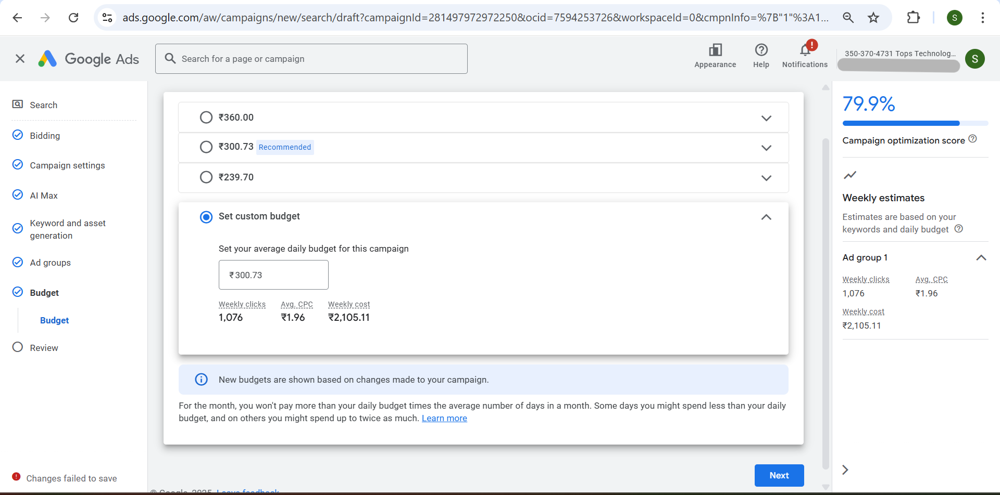 ads.google.com/aw/campaigns/new/search/draft?campaignId=281497972972250&ocid=7594253726&workspaceId=0&cmpnInfo=%7B"1"%3A1...
S
Google Ads
Search for a page or campaign
Appearance
Help
!
Notifications
350-370-4731 Tops Technolog...
S
Search
Bidding
Campaign settings
AI Max
Keyword and asset
generation
Ad groups
Budget
Budget
Review
Changes failed to save
₹360.00
₹300.73 Recommended
₹239.70
Set custom budget
Set your average daily budget for this campaign
₹300.73
Weekly clicks Avg. CPC Weekly cost
1,076 ₹1.96 ₹2,105.11
New budgets are shown based on changes made to your campaign.
For the month, you won't pay more than your daily budget times the average number of days in a month. Some days you might spend less than your daily
budget, and on others you might spend up to twice as much. Learn more
Next
© Google, 2025. Leave feedback
79.9%
Campaign optimization score
Weekly estimates
Estimates are based on your
keywords and daily budget
Ad group 1
Weekly clicks Avg. CPC
1,076 ₹1.96
Weekly cost
₹2,105.11